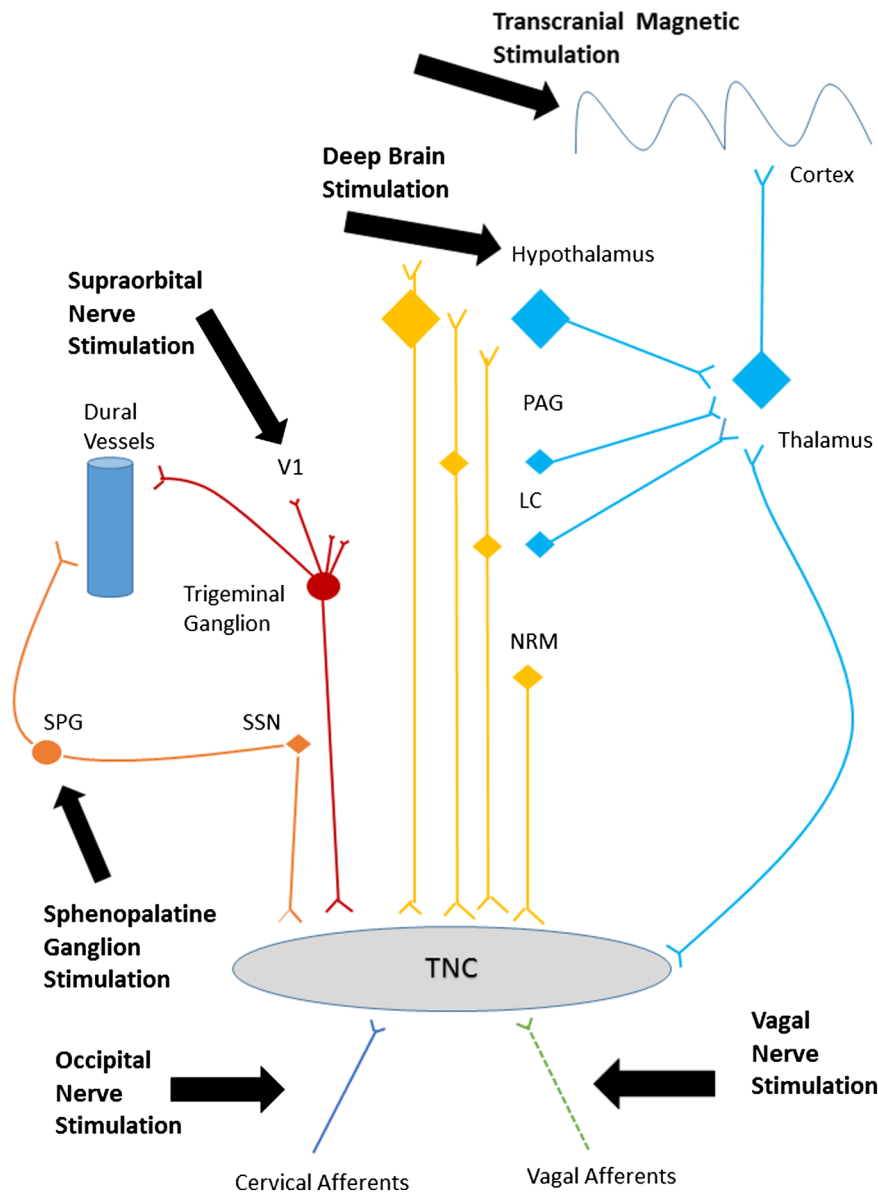 Transcranial Magnetic
Stimulation
Cortex
Deep Brain
Stimulation
Hypothalamus
Supraorbital
Nerve
Stimulation
Dural
Vessels
V1
PAG
Thalamus
LC
Trigeminal
Ganglion
NRM
SPG
SSN
Sphenopalatine
Ganglion
Stimulation
TNC
Occipital
Nerve
Stimulation
Vagal
Nerve
Stimulation
Cervical Afferents
Vagal Afferents